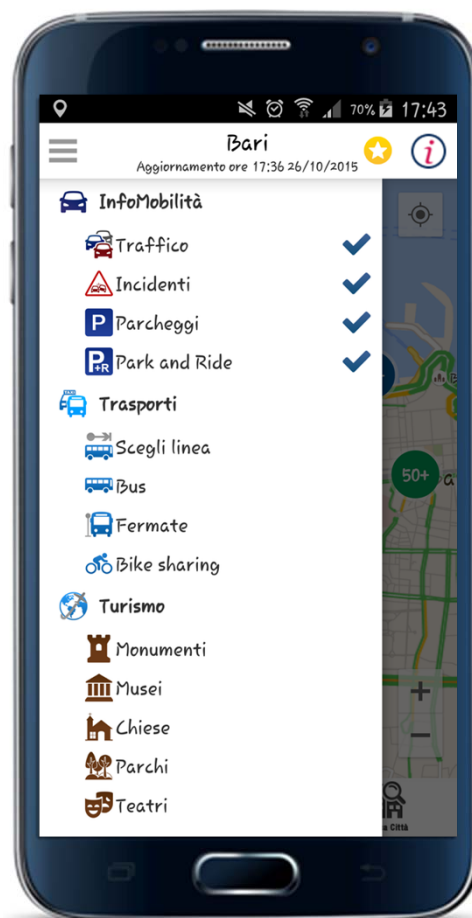 70% 17:43
Bari
Aggiornamento ore 17:36 26/10/2015
i
InfoMobilità
Traffico
Incidenti
P Parcheggi
P+R Park and Ride
Trasporti
Scegli linea
Bus
Fermate
Bike sharing
Turismo
Monumenti
Musei
Chiese
Parchi
Teatri
50+
+
−
a Città